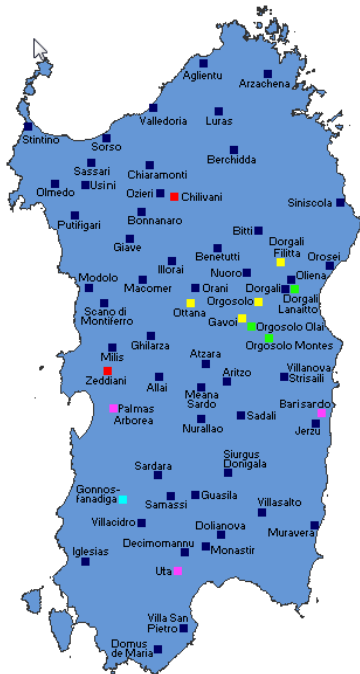 Aglientu
Arzachena
Valledoria
Luras
Stintino
Sorso
Berchidda
Sassari
Chiaramonti
Olmedo
Usini
Ozieri
Chilivani
Siniscola
Putifigari
Bonnanaro
Bitti
Giave
Benetutti
Dorgali
Filitta
Orosei
Illorai
Nuoro
Oliena
Modolo
Macomer
Orani
Dorgali
Scano di
Montiferro
Ottana
Orgosolo
Dorgali
Lanaitto
Gavoi
Orgosolo Olai
Ghilarza
Orgosolo Montes
Milis
Atzara
Zeddiani
Allai
Aritzo
Villanova
Strisaili
Meana
Sardo
Palmas
Arborea
Barisardo
Nurallao
Sadali
Jerzu
Sardara
Siurgus
Donigala
Gonnos-
fanadiga
Samassi
Guasila
Villasalto
Villacidro
Dolianova
Muravera
Decimomannu
Monastir
Iglesias
Uta
Villa San
Pietro
Domus
de Maria